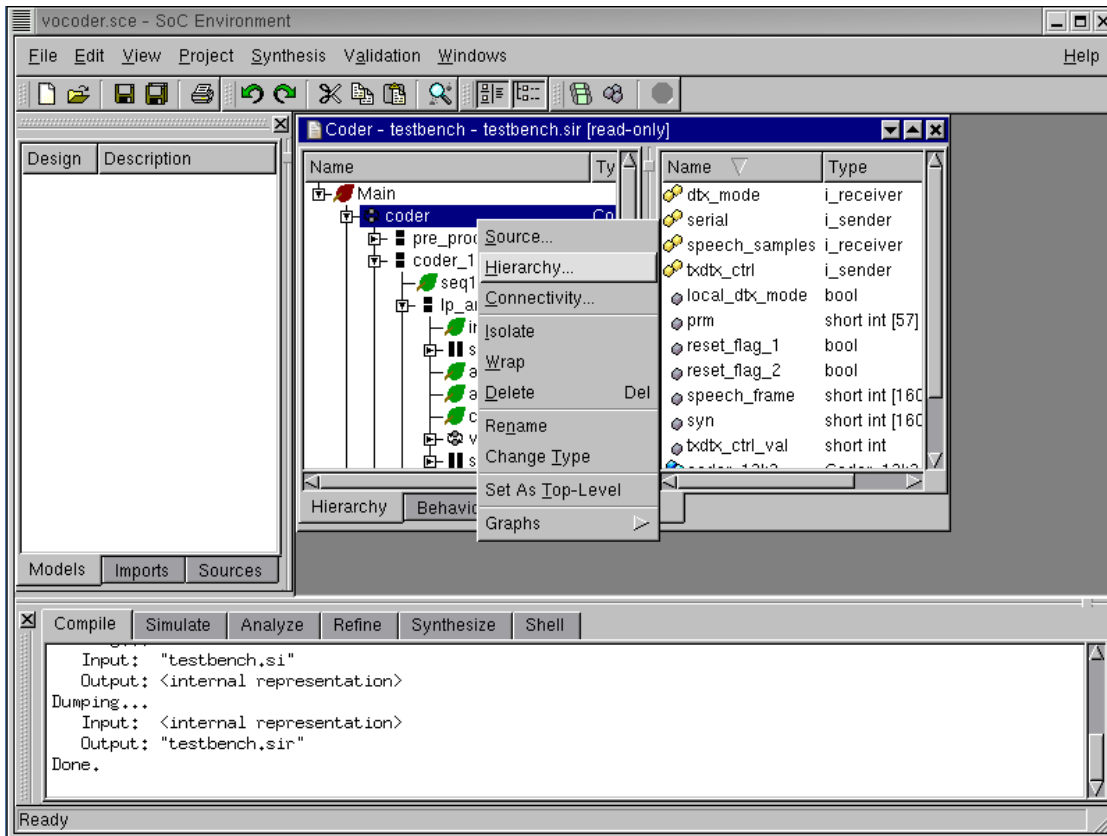 vocoder.sce - SoC Environment
File Edit View Project Synthesis Validation Windows Help
Coder - testbench - testbench.sir [read-only]
Design Description
Name Ty
Name Type
Main
coder Co
pre_proc
coder_1
seq1
lp_a
Source...
Hierarchy...
Connectivity...
Isolate
Wrap
Delete Del
Rename
Change Type
Set As Top-Level
Graphs
dtx_mode i_receiver
serial i_sender
speech_samples i_receiver
txdtx_ctrl i_sender
local_dtx_mode bool
prm short int [57]
reset_flag_1 bool
reset_flag_2 bool
speech_frame short int [160
syn short int [160
txdtx_ctrl_val short int
Hierarchy Behavio
Models Imports Sources
Compile Simulate Analyze Refine Synthesize Shell
Input: "testbench.si"
Output: <internal representation>
Dumping...
Input: <internal representation>
Output: "testbench.sir"
Done.
Ready